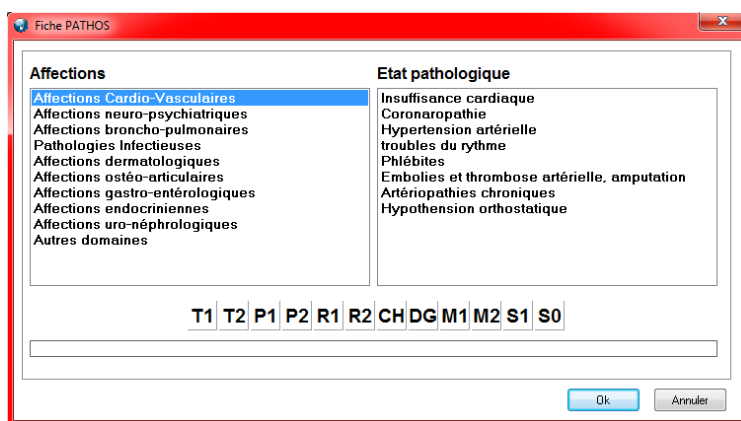 Fiche PATHOS
Affections
Affections Cardio-Vasculaires
Affections neuro-psychiatriques
Affections broncho-pulmonaires
Pathologies Infectieuses
Affections dermatologiques
Affections ostéo-articulaires
Affections gastro-entérologiques
Affections endocriniennes
Affections uro-néphrologiques
Autres domaines
Etat pathologique
Insuffisance cardiaque
Coronaropathie
Hypertension artérielle
troubles du rythme
Phlébites
Embolies et thrombose artérielle, amputation
Artériopathies chroniques
Hypothension orthostatique
T1 T2 P1 P2 R1 R2 CH DG M1 M2 S1 S0
Ok Annuler